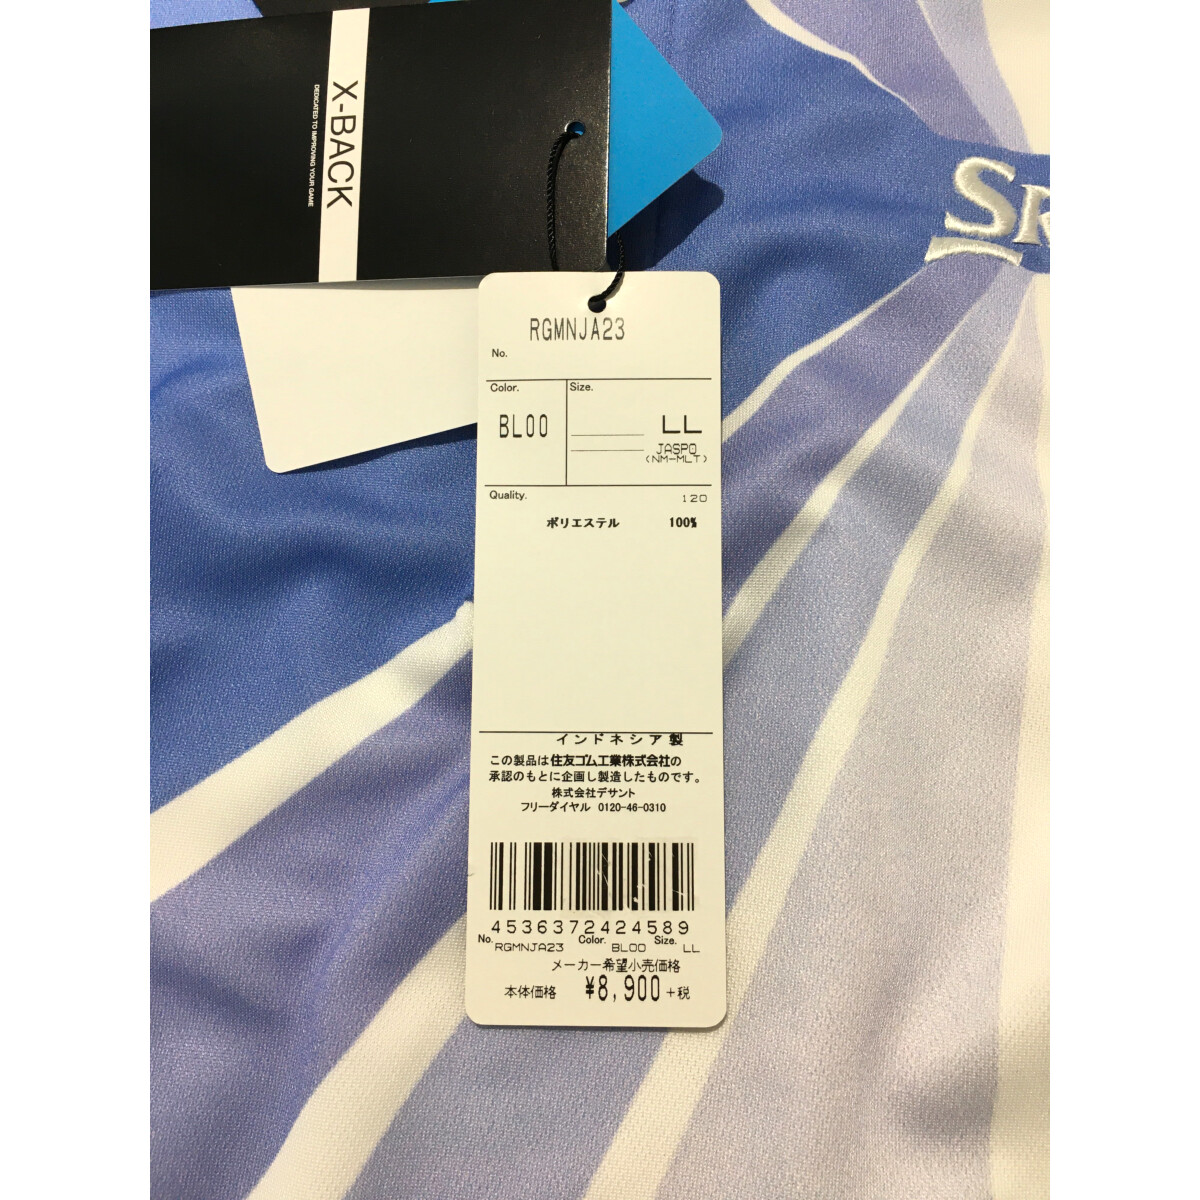 X-BACK
DEDICATED TO IMPROVING YOUR GAME
RGMNJA23
No.
Color.
Size.
BL00
LL
JASPO
(NM-MLT)
Quality.
120
ポリエステル 100%
インドネシア製
この製品は住友ゴム工業株式会社の
承認のもとに企画し製造したものです。
株式会社デサント
フリーダイヤル 0120-46-0310
4536372424589
No. RGMNJA23 Color. BL00 Size. LL
メーカー希望小売価格
本体価格 ¥8,900+税